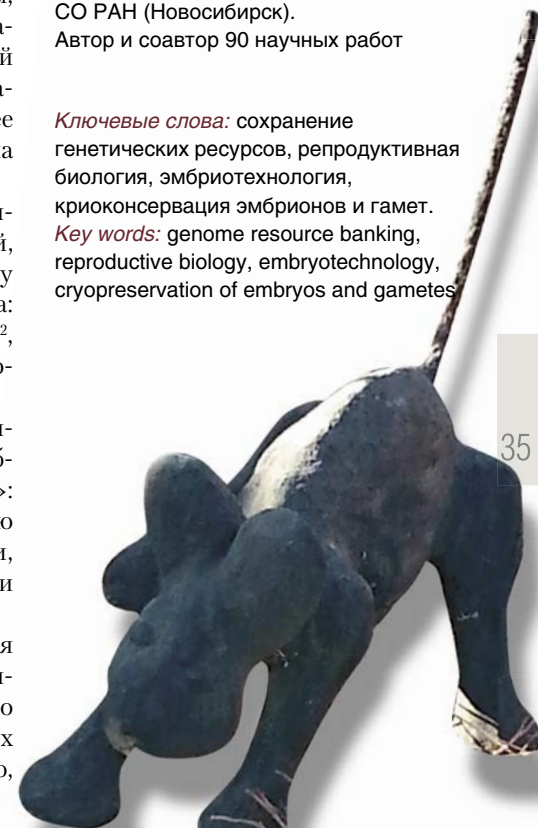 СО РАН (Новосибирск).
Автор и соавтор 90 научных работ
Ключевые слова: сохранение
генетических ресурсов, репродуктивная
биология, эмбриотехнология,
криоконсервация эмбрионов и гамет.
Key words: genome resource banking,
reproductive biology, embryotechnology,
cryopreservation of embryos and gametes
35